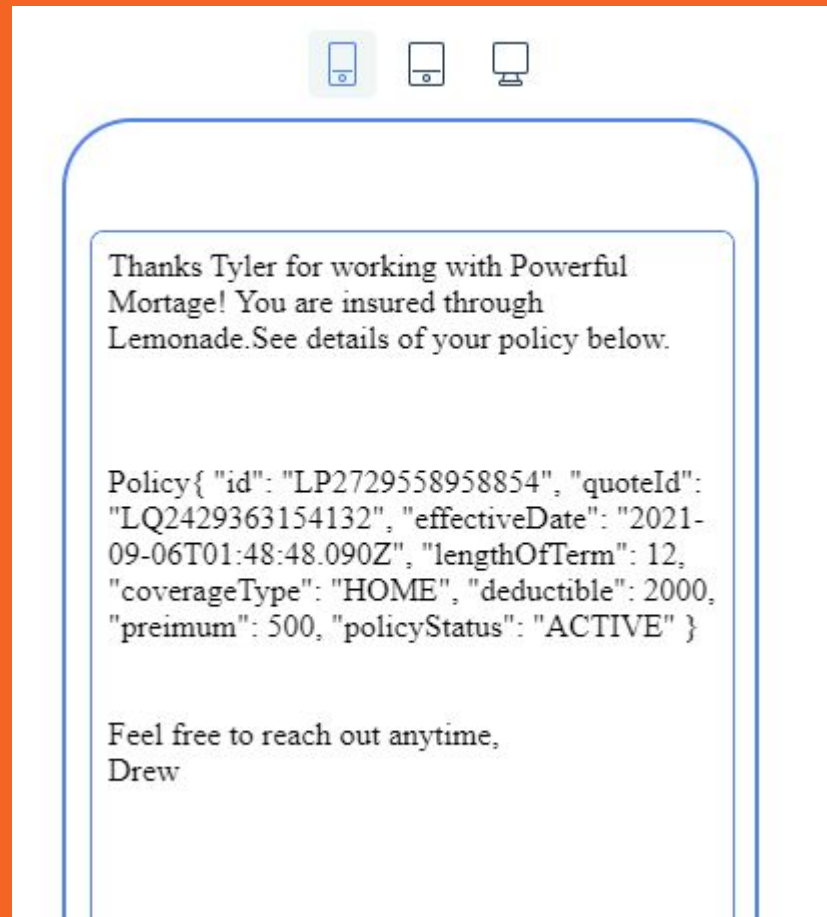 Thanks Tyler for working with Powerful
Mortage! You are insured through
Lemonade.See details of your policy below.
Policy{ "id": "LP2729558958854", "quoteId":
"LQ2429363154132", "effectiveDate": "2021-
09-06T01:48:48.090Z", "lengthOfTerm": 12,
"coverageType": "HOME", "deductible": 2000,
"preimum": 500, "policyStatus": "ACTIVE" }
Feel free to reach out anytime,
Drew